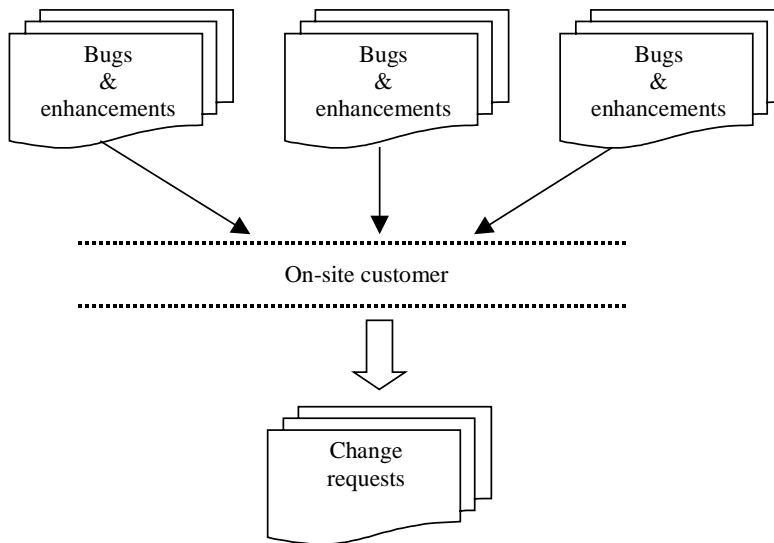 Bugs
&
enhancements
Bugs
&
enhancements
Bugs
&
enhancements
On-site customer
Change
requests